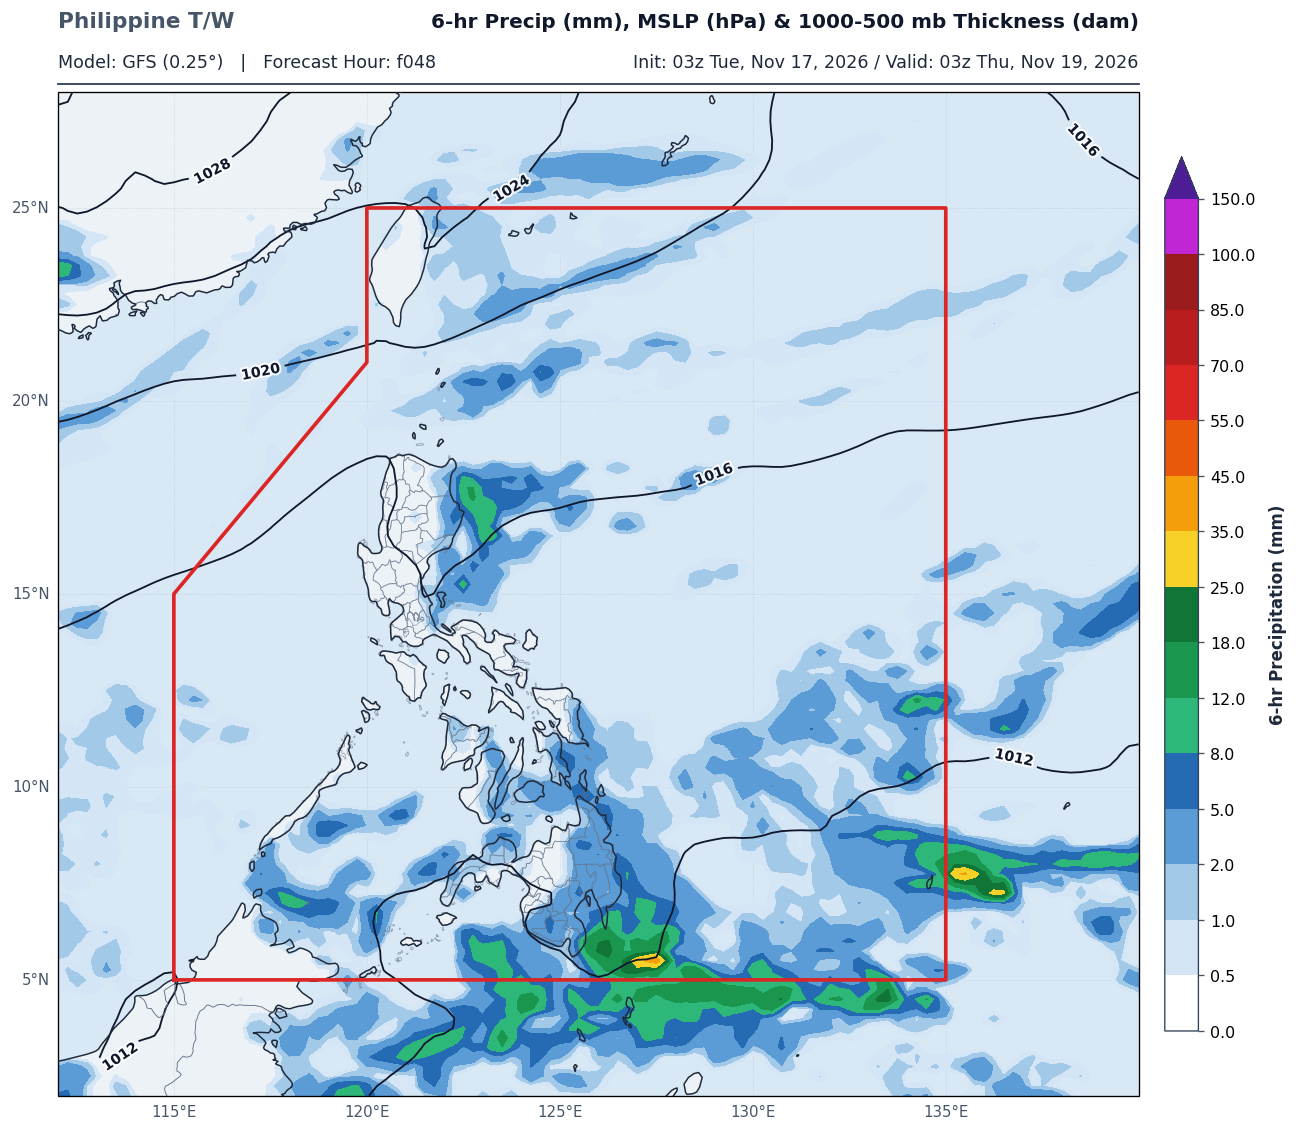 Philippine T/W
6-hr Precip (mm), MSLP (hPa) & 1000-500 mb Thickness (dam)
Model: GFS (0.25°) | Forecast Hour: f048
Init: 03z Tue, Nov 17, 2026 / Valid: 03z Thu, Nov 19, 2026
1028
1024
1016
1020
1016
1012
1012
25°N
20°N
15°N
10°N
5°N
115°E
120°E
125°E
130°E
135°E
150.0
100.0
85.0
70.0
55.0
45.0
35.0
25.0
18.0
12.0
8.0
5.0
2.0
1.0
0.5
0.0
6-hr Precipitation (mm)